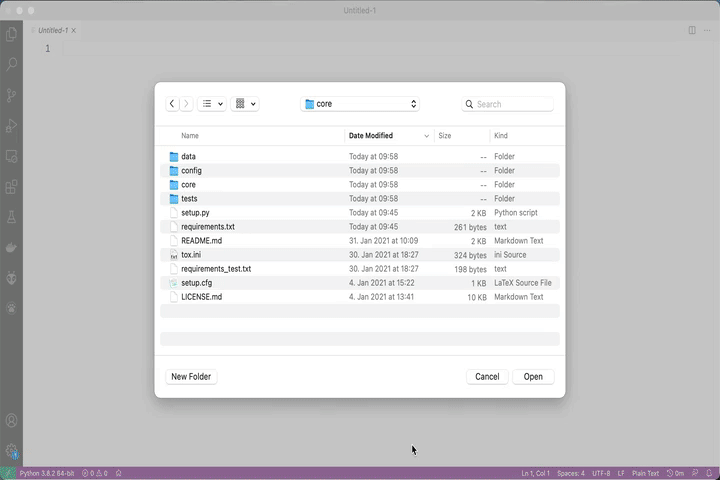 Untitled-1
Untitled-1
1
core
Search
Name Date Modified Size Kind
data Today at 09:58 -- Folder
config Today at 09:58 -- Folder
core Today at 09:58 -- Folder
tests Today at 09:58 -- Folder
setup.py Today at 09:45 2 KB Python script
requirements.txt Today at 09:45 261 bytes text
README.md 31. Jan 2021 at 10:09 2 KB Markdown Text
tox.ini 30. Jan 2021 at 18:27 324 bytes ini Source
requirements_test.txt 30. Jan 2021 at 18:27 198 bytes text
setup.cfg 4. Jan 2021 at 15:22 1 KB LaTeX Source File
LICENSE.md 4. Jan 2021 at 13:41 10 KB Markdown Text
New Folder Cancel Open
Python 3.8.2 64-bit 0 0 Ln 1, Col 1 Spaces: 4 UTF-8 LF Plain Text 0m